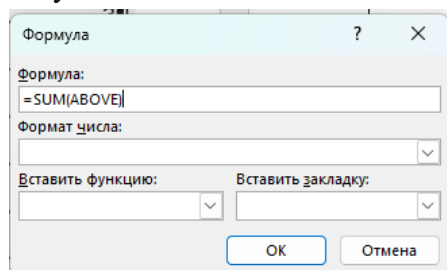 Формула ?
Формула:
=SUM(ABOVE)
Формат числа:
Вставить функцию: Вставить закладку:
ОК Отмена